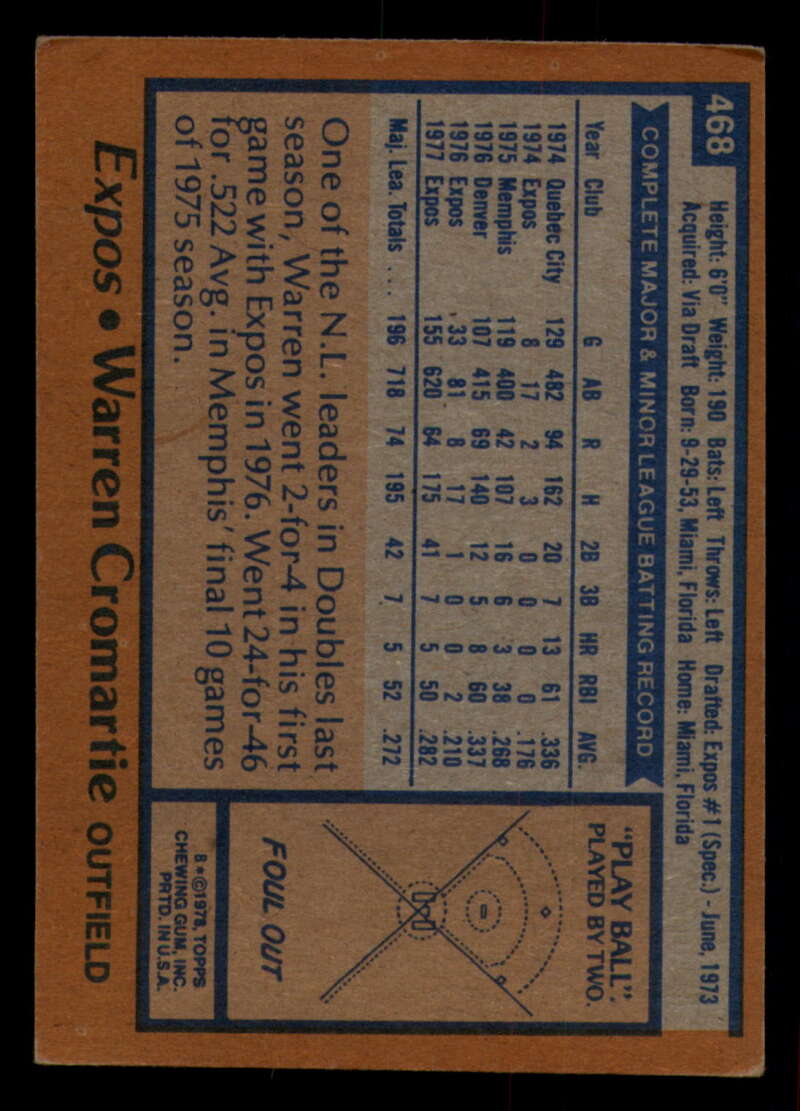 468
Height: 6'0" Weight: 190 Bats: Left Throws: Left Drafted: Expos #1 (Spec.) - June, 1973
Acquired: Via Draft Born: 9-29-53, Miami, Florida Home: Miami, Florida
COMPLETE MAJOR & MINOR LEAGUE BATTING RECORD
Year Club G AB R H 2B 3B HR RBI AVG.
1974 Quebec City 129 482 94 162 20 7 13 61 .336
1974 Expos 8 17 2 3 0 0 0 0 .176
1975 Memphis 119 400 42 107 16 6 3 38 .268
1976 Denver 107 415 69 140 12 5 8 60 .337
1976 Expos 33 81 8 17 1 0 0 2 .210
1977 Expos 155 620 64 175 41 7 5 50 .282
Maj. Lea. Totals .... 196 718 74 195 42 7 5 52 .272
One of the N.L. leaders in Doubles last
season, Warren went 2-for-4 in his first
game with Expos in 1976. Went 24-for-46
for .522 Avg. in Memphis' final 10 games
of 1975 season.
"PLAY BALL",
PLAYED BY TWO.
FOUL OUT
B*©1978, TOPPS
CHEWING GUM, INC.
PRTD. IN U.S.A.
Expos • Warren Cromartie OUTFIELD